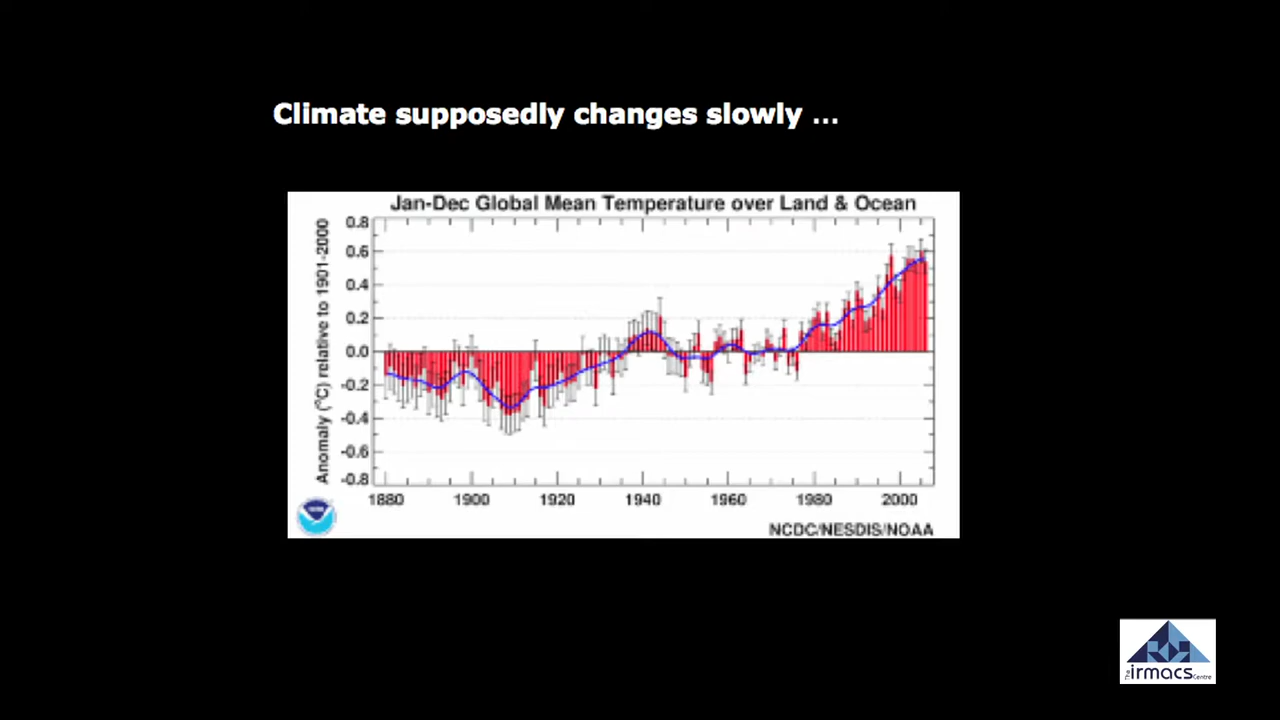 Climate supposedly changes slowly ...
Jan-Dec Global Mean Temperature over Land & Ocean
Anomaly (°C) relative to 1901-2000
0.8
0.6
0.4
0.2
0.0
-0.2
-0.4
-0.6
-0.8
1880 1900 1920 1940 1960 1980 2000
NCDC/NESDIS/NOAA
The irmacs Centre